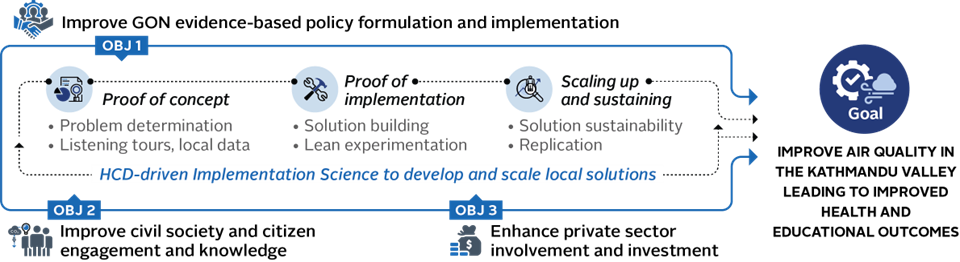 Improve GON evidence-based policy formulation and implementation
OBJ 1
Proof of concept
• Problem determination
• Listening tours, local data
Proof of
implementation
• Solution building
• Lean experimentation
Scaling up
and sustaining
• Solution sustainability
• Replication
HCD-driven Implementation Science to develop and scale local solutions
OBJ 2
Improve civil society and citizen
engagement and knowledge
OBJ 3
Enhance private sector
involvement and investment
Goal
IMPROVE AIR QUALITY IN
THE KATHMANDU VALLEY
LEADING TO IMPROVED
HEALTH AND
EDUCATIONAL OUTCOMES